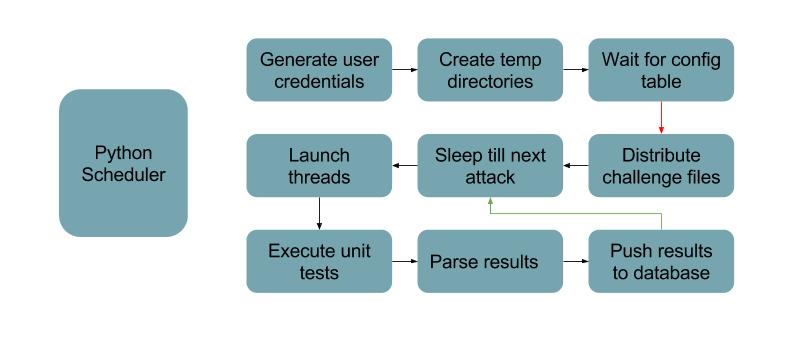 Python
Scheduler
Generate user
credentials
Create temp
directories
Wait for config
table
Launch
threads
Sleep till next
attack
Distribute
challenge files
Execute unit
tests
Parse results
Push results
to database